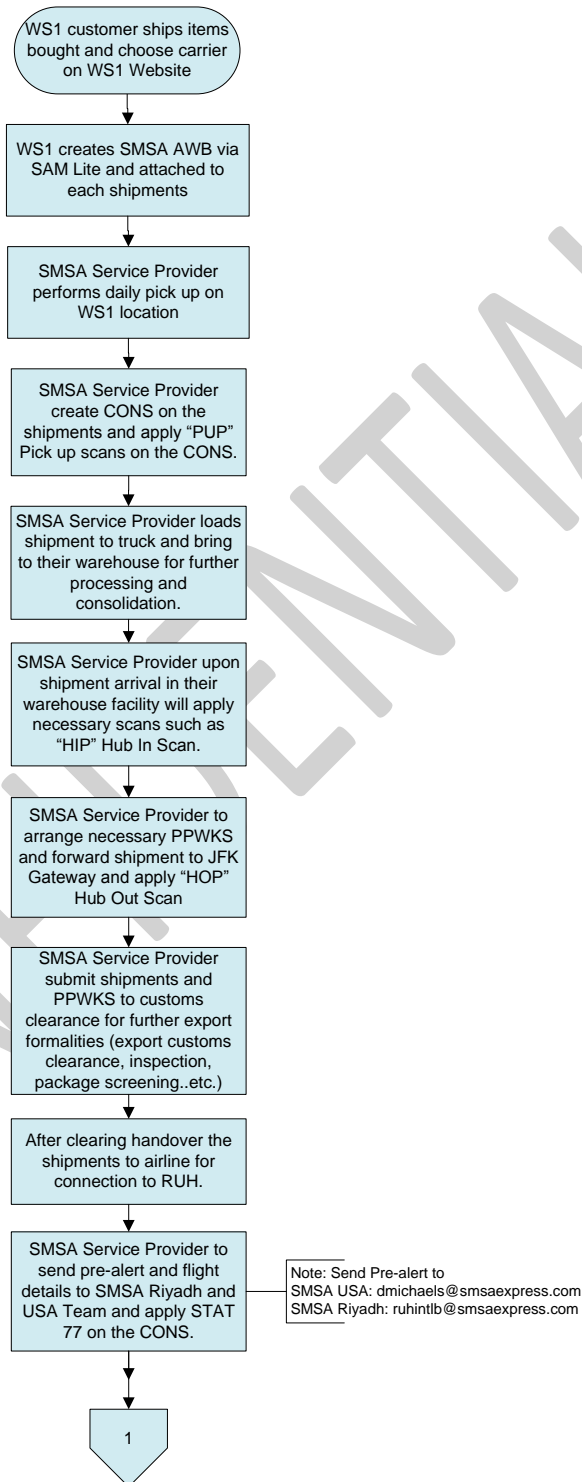 WS1 customer ships items
bought and choose carrier
on WS1 Website
WS1 creates SMSA AWB via
SAM Lite and attached to
each shipments
SMSA Service Provider
performs daily pick up on
WS1 location
SMSA Service Provider
create CONS on the
shipments and apply “PUP”
Pick up scans on the CONS.
SMSA Service Provider loads
shipment to truck and bring
to their warehouse for further
processing and
consolidation.
SMSA Service Provider upon
shipment arrival in their
warehouse facility will apply
necessary scans such as
“HIP” Hub In Scan.
SMSA Service Provider to
arrange necessary PPWKS
and forward shipment to JFK
Gateway and apply “HOP”
Hub Out Scan
SMSA Service Provider
submit shipments and
PPWKS to customs
clearance for further export
formalities (export customs
clearance, inspection,
package screening..etc.)
After clearing handover the
shipments to airline for
connection to RUH.
SMSA Service Provider to
send pre-alert and flight
details to SMSA Riyadh and
USA Team and apply STAT
77 on the CONS.
Note: Send Pre-alert to
SMSA USA: dmichaels@smsaexpress.com
SMSA Riyadh: ruhintlb@smsaexpress.com
1